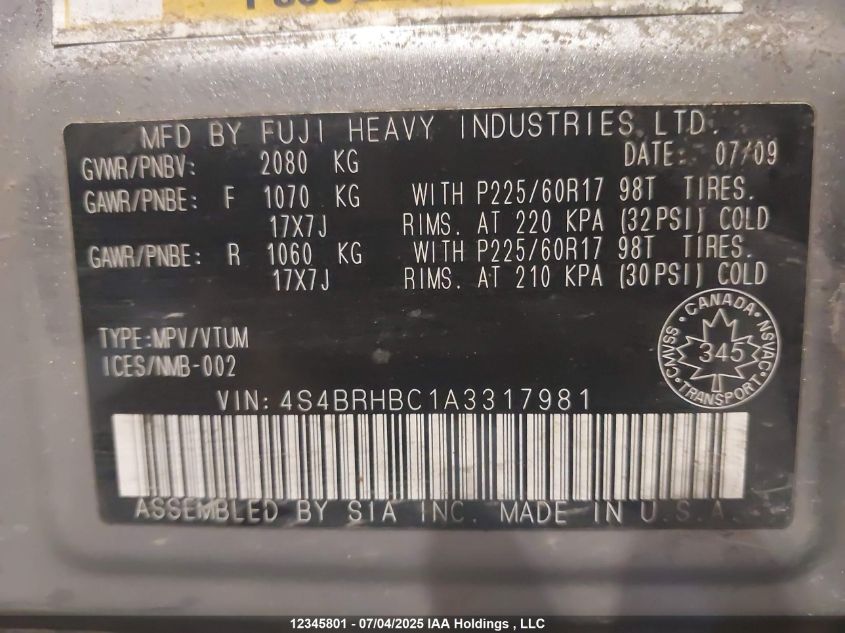 MFD BY FUJI HEAVY INDUSTRIES LTD.
GVWR/PNBV: 2080 KG DATE: 07/09
GAWR/PNBE: F 1070 KG WITH P225/60R17 98T TIRES.
17X7J RIMS. AT 220 KPA (32PSI) COLD
GAWR/PNBE: R 1060 KG WITH P225/60R17 98T TIRES.
17X7J RIMS. AT 210 KPA (30PSI) COLD
TYPE:MPV/VTUM
ICES/NMB-002
CANADA
CMVSS 345 NSVAC
TRANSPORT
VIN: 4S4BRHBC1A3317981
ASSEMBLED BY SIA INC. MADE IN U.S.A.
12345801 - 07/04/2025 IAA Holdings , LLC